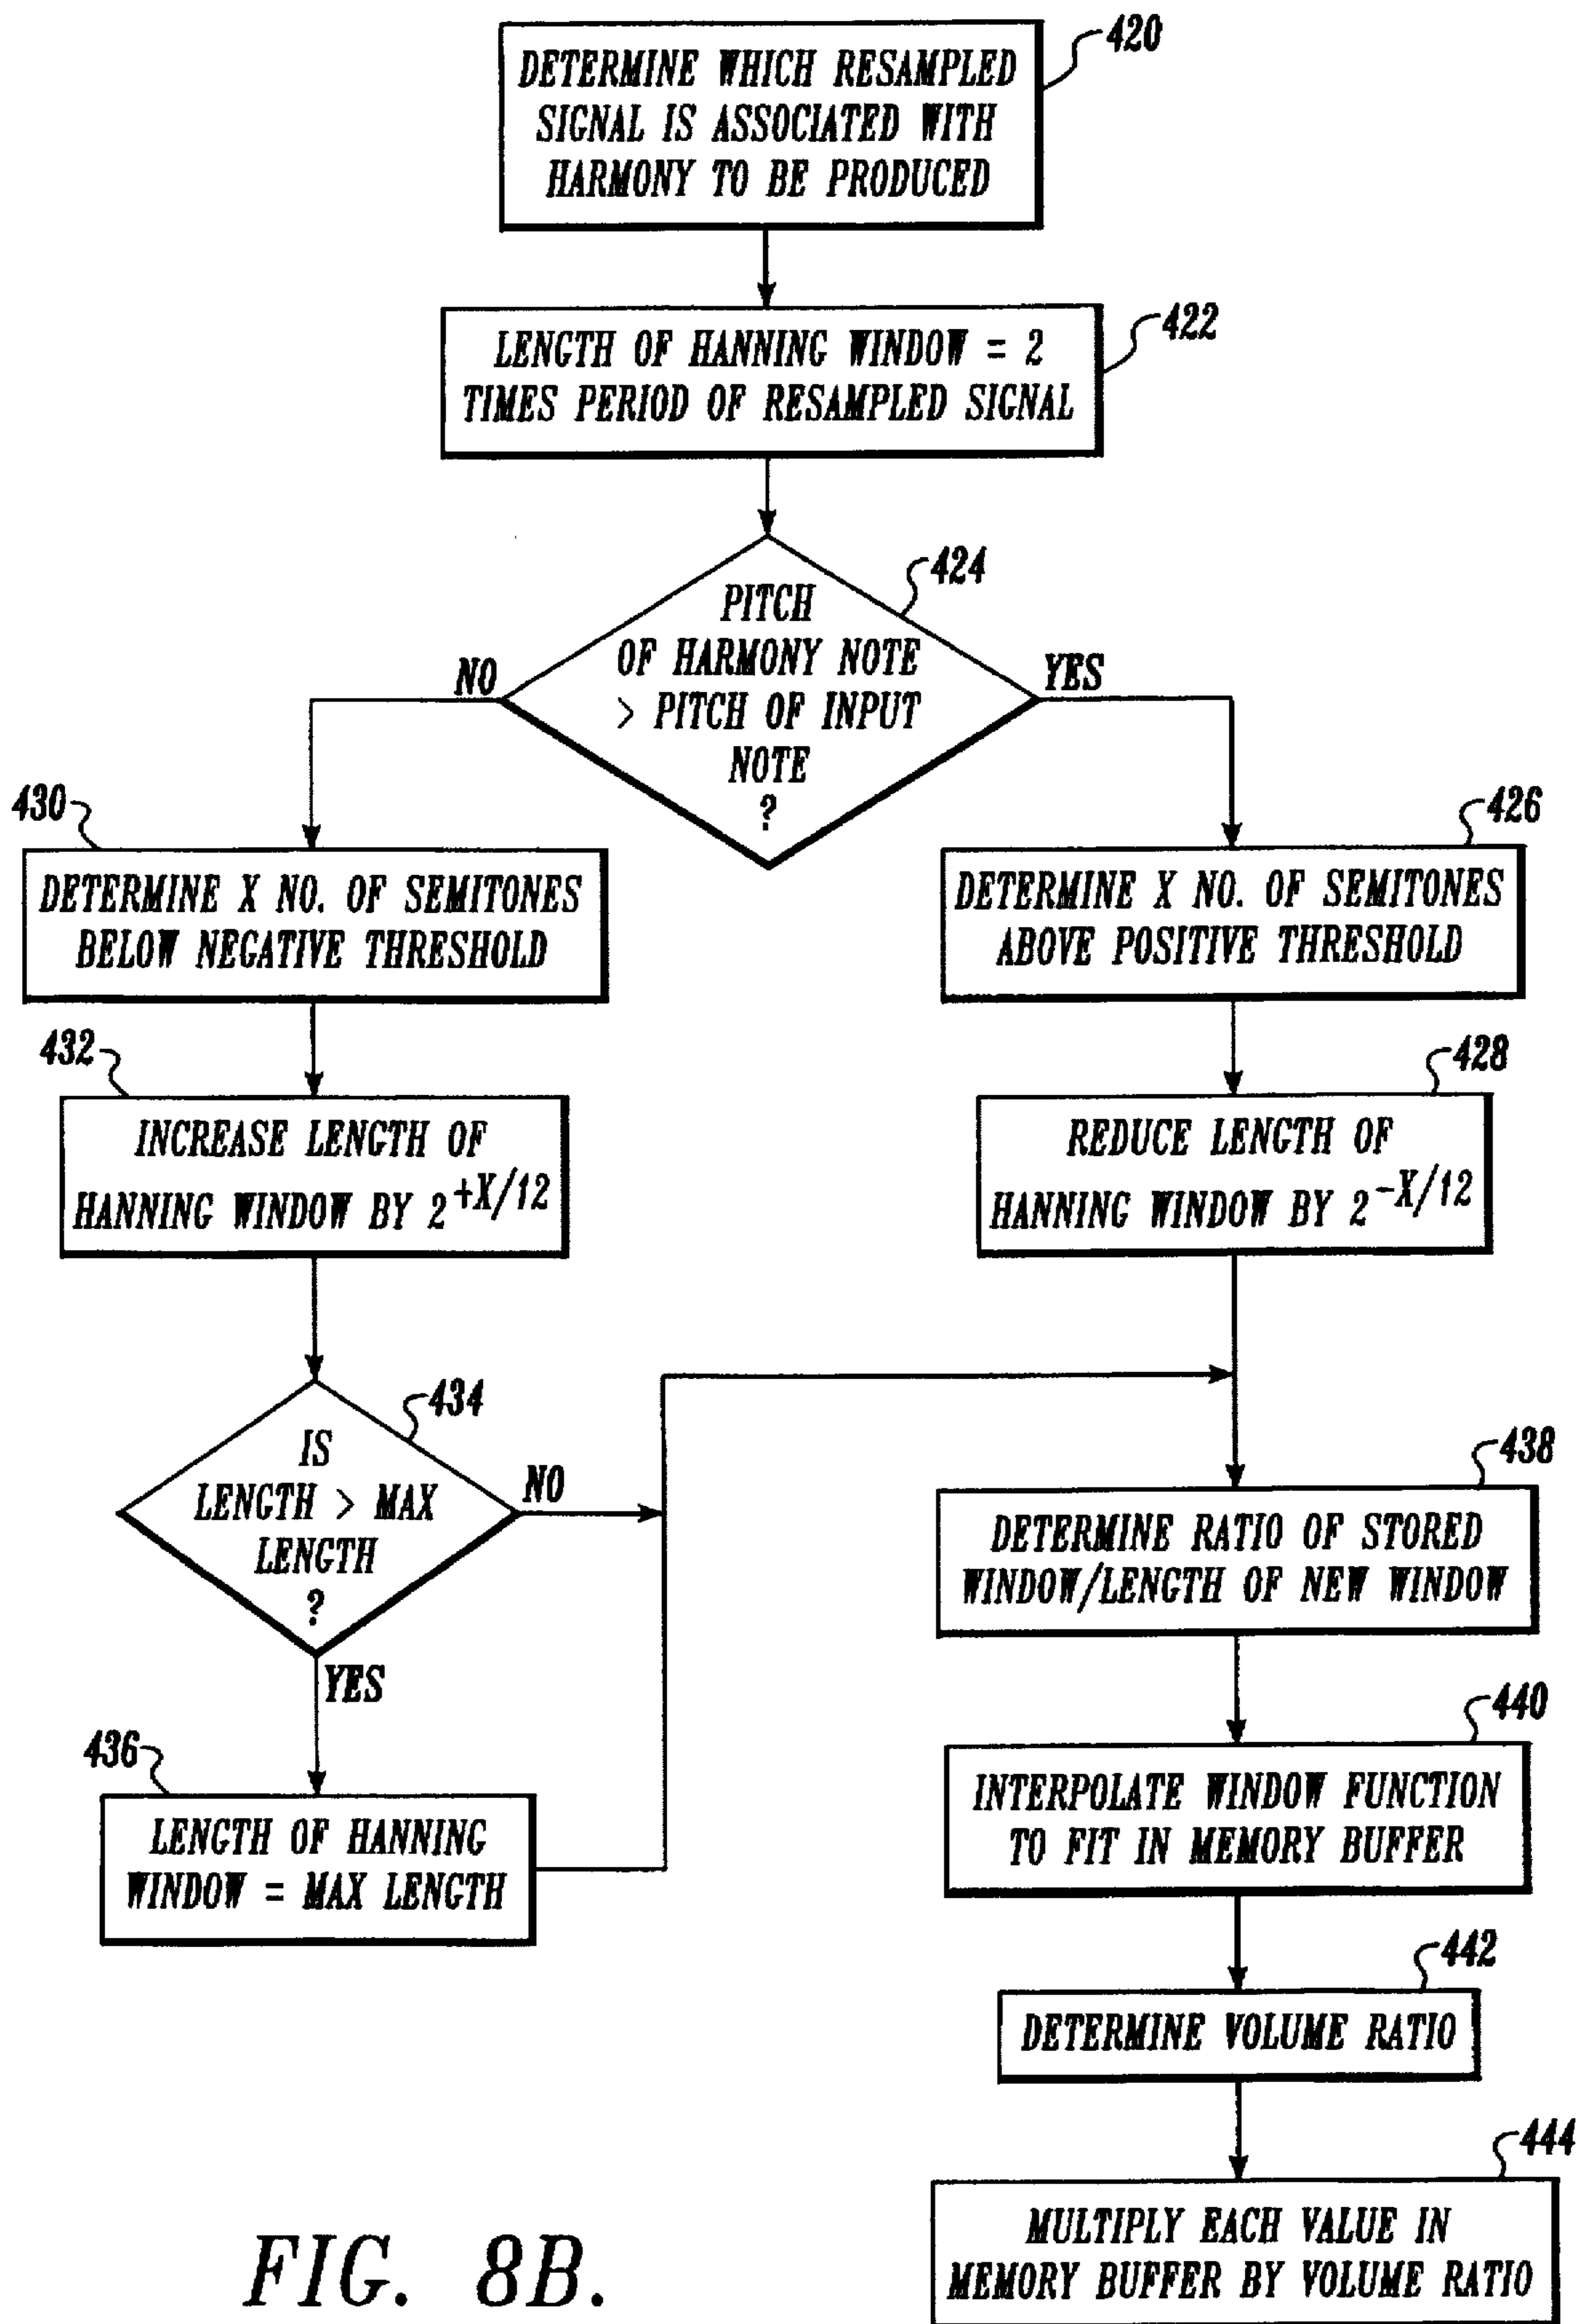 420
DETERMINE WHICH RESAMPLED
SIGNAL IS ASSOCIATED WITH
HARMONY TO BE PRODUCED
422
LENGTH OF HANNING WINDOW = 2
TIMES PERIOD OF RESAMPLED SIGNAL
424
PITCH
OF HARMONY NOTE
> PITCH OF INPUT
NOTE
?
NO
YES
430
DETERMINE X NO. OF SEMITONES
BELOW NEGATIVE THRESHOLD
426
DETERMINE X NO. OF SEMITONES
ABOVE POSITIVE THRESHOLD
432
INCREASE LENGTH OF
HANNING WINDOW BY 2^{+X/12}
428
REDUCE LENGTH OF
HANNING WINDOW BY 2^{-X/12}
434
IS
LENGTH > MAX
LENGTH
?
NO
YES
436
LENGTH OF HANNING
WINDOW = MAX LENGTH
438
DETERMINE RATIO OF STORED
WINDOW/LENGTH OF NEW WINDOW
440
INTERPOLATE WINDOW FUNCTION
TO FIT IN MEMORY BUFFER
442
DETERMINE VOLUME RATIO
444
MULTIPLY EACH VALUE IN
MEMORY BUFFER BY VOLUME RATIO
FIG. 8B.